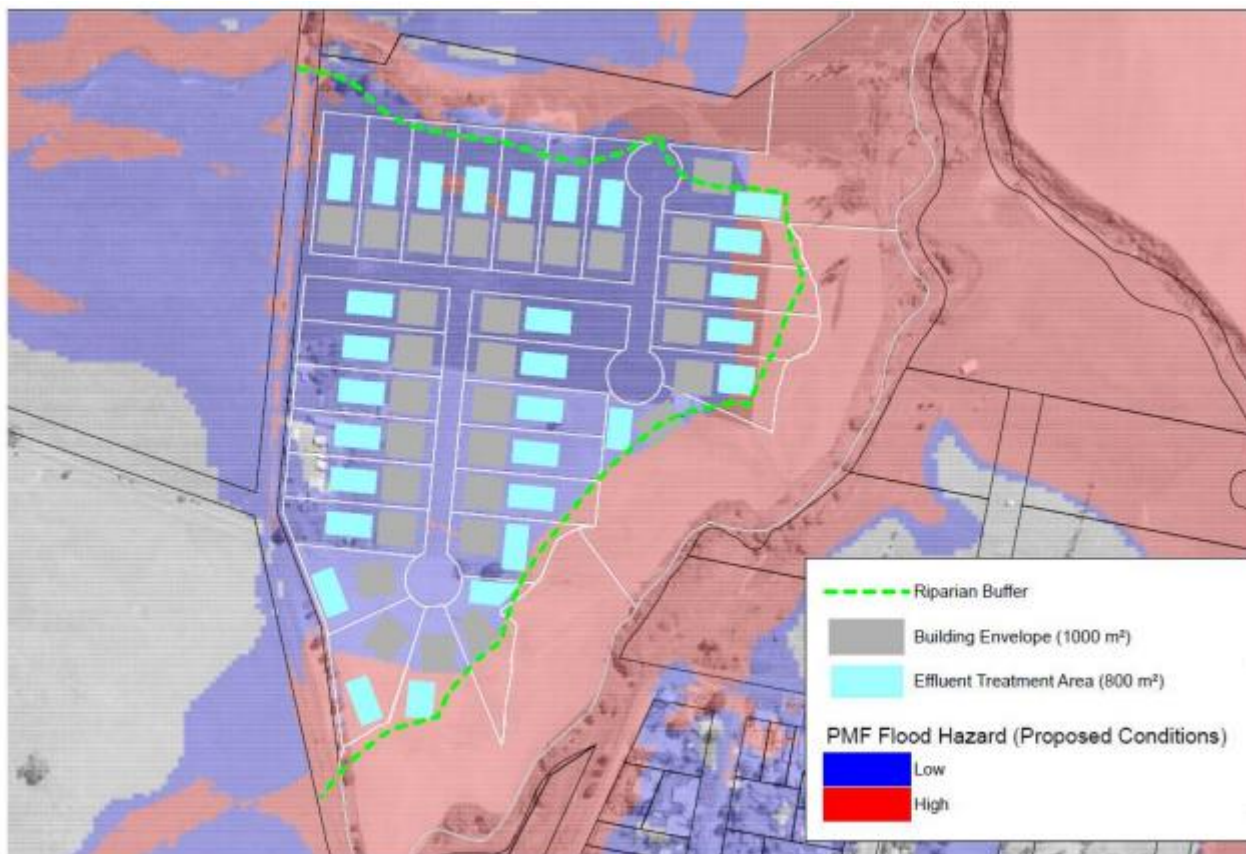 Riparian Buffer
Building Envelope (1000 m²)
Effluent Treatment Area (800 m²)
PMF Flood Hazard (Proposed Conditions)
Low
High